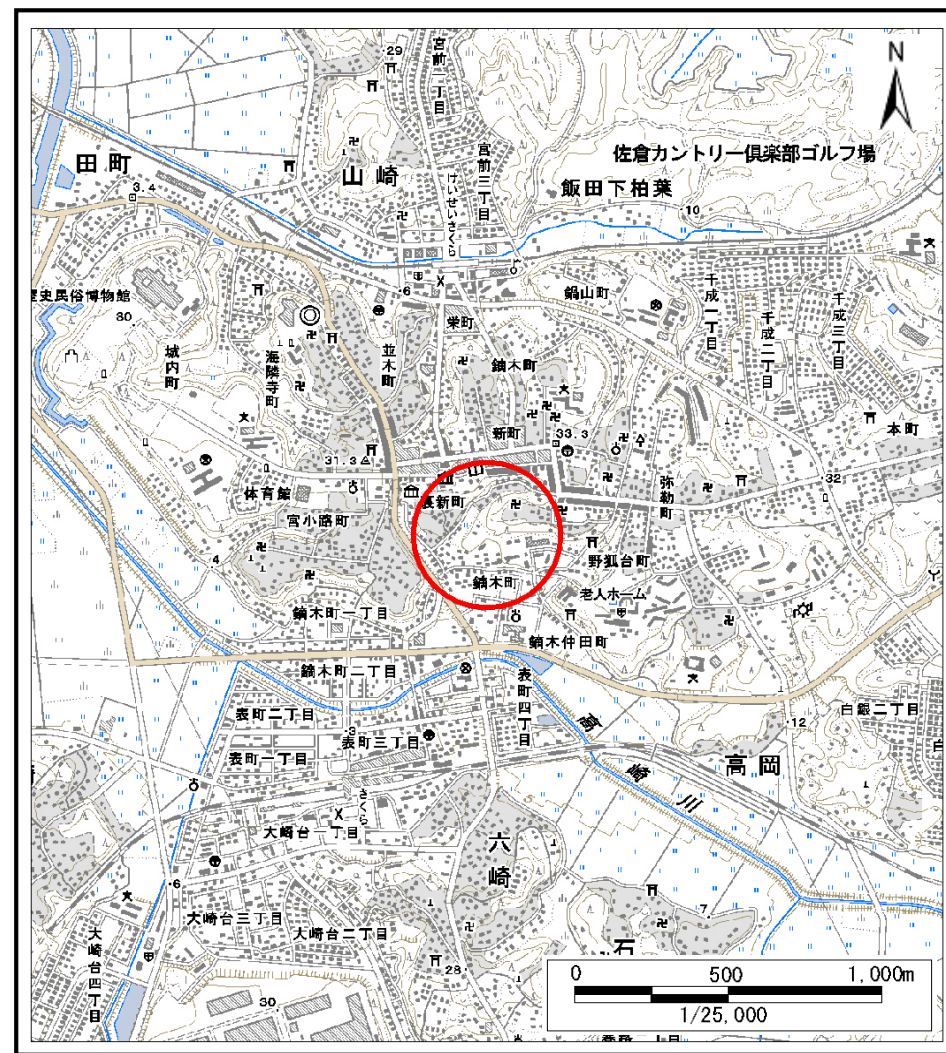 29
宮前一丁目
N
佐倉カントリー倶楽部ゴルフ場
田町
3.4
山崎
けいせいさくら
宮前三丁目
飯田下柏葉
10
歴史民俗博物館
30
城内町
海隣寺町
並木町
6
栄町
鍋山町
千成一丁目
千成二丁目
千成三丁目
鏑木町
新町
33.3
本町
31.3
体育館
宮小路町
裏新町
弥勒町
32
4
野狐台町
鏑木町
老人ホーム
鏑木町一丁目
鏑木仲田町
鏑木町二丁目
表町四丁目
表町二丁目
3
表町三丁目
表町一丁目
高崎川
高岡
12
白銀二丁目
白
さくら
大崎台一丁目
六崎
6
大崎台三丁目
大崎台二丁目
大崎台四丁目
7
石
28
30
0 500 1,000m
1/25,000